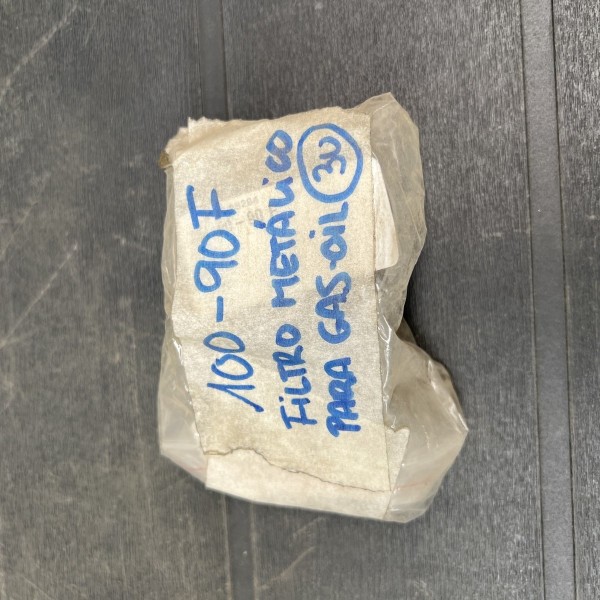 100-90F
FiLTRO METÁLiCO
PARA GAS-OiL
30